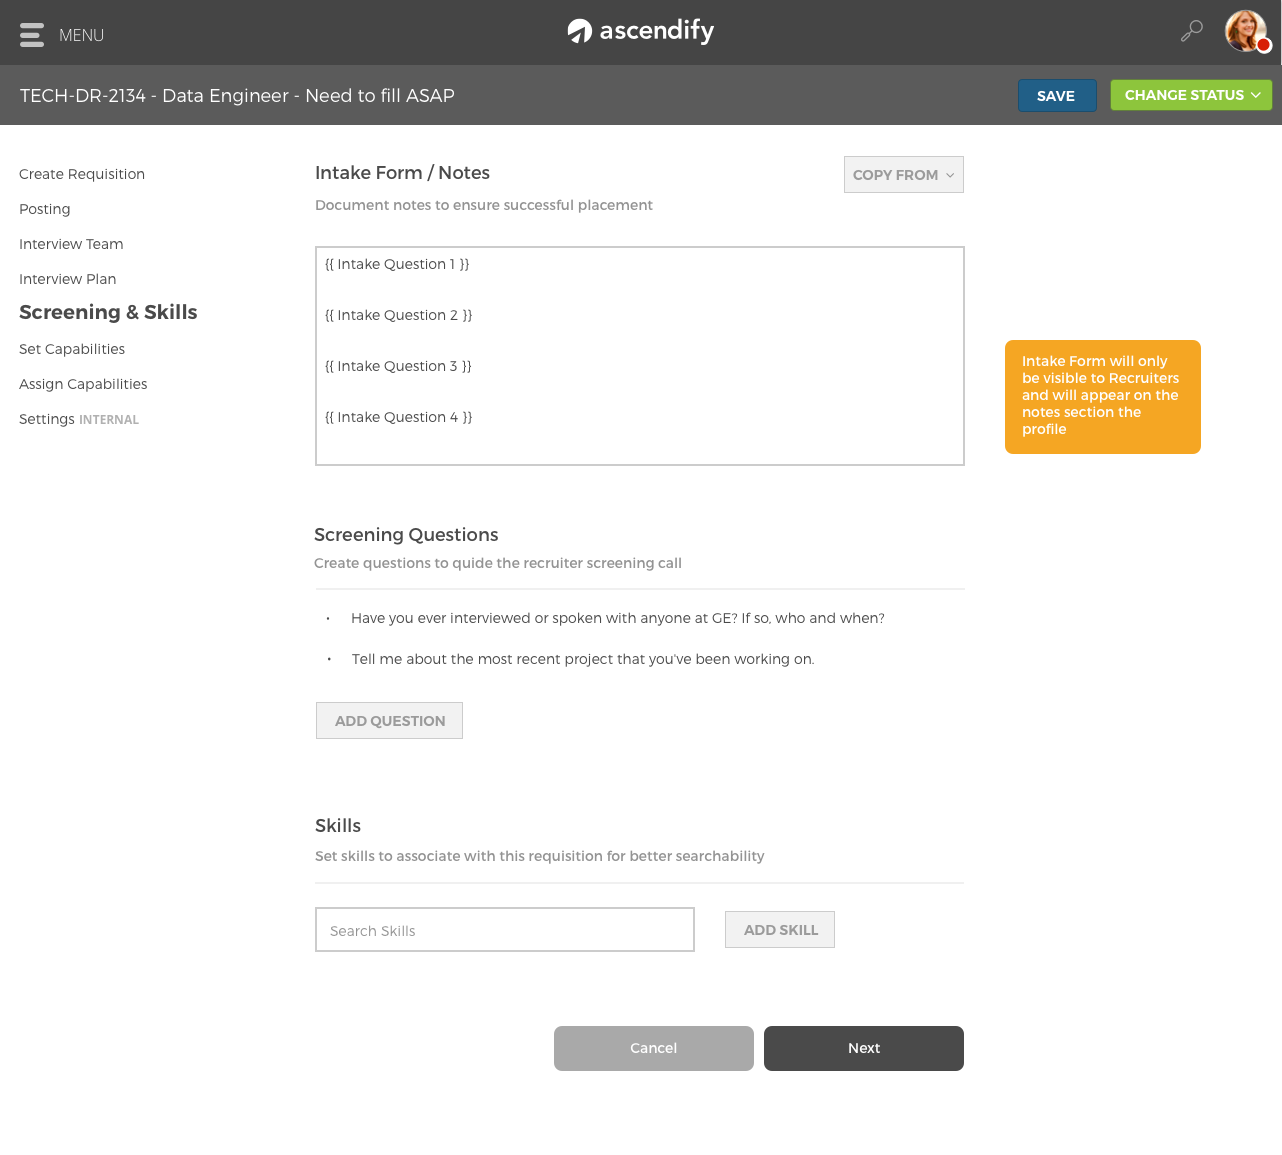 MENU
ascendify
TECH-DR-2134 - Data Engineer - Need to fill ASAP
SAVE
CHANGE STATUS
Create Requisition
Posting
Interview Team
Interview Plan
Screening & Skills
Set Capabilities
Assign Capabilities
Settings INTERNAL
Intake Form / Notes
COPY FROM
Document notes to ensure successful placement
{{ Intake Question 1 }}
{{ Intake Question 2 }}
{{ Intake Question 3 }}
{{ Intake Question 4 }}
Intake Form will only
be visible to Recruiters
and will appear on the
notes section the
profile
Screening Questions
Create questions to quide the recruiter screening call
• Have you ever interviewed or spoken with anyone at GE? If so, who and when?
• Tell me about the most recent project that you've been working on.
ADD QUESTION
Skills
Set skills to associate with this requisition for better searchability
Search Skills
ADD SKILL
Cancel
Next